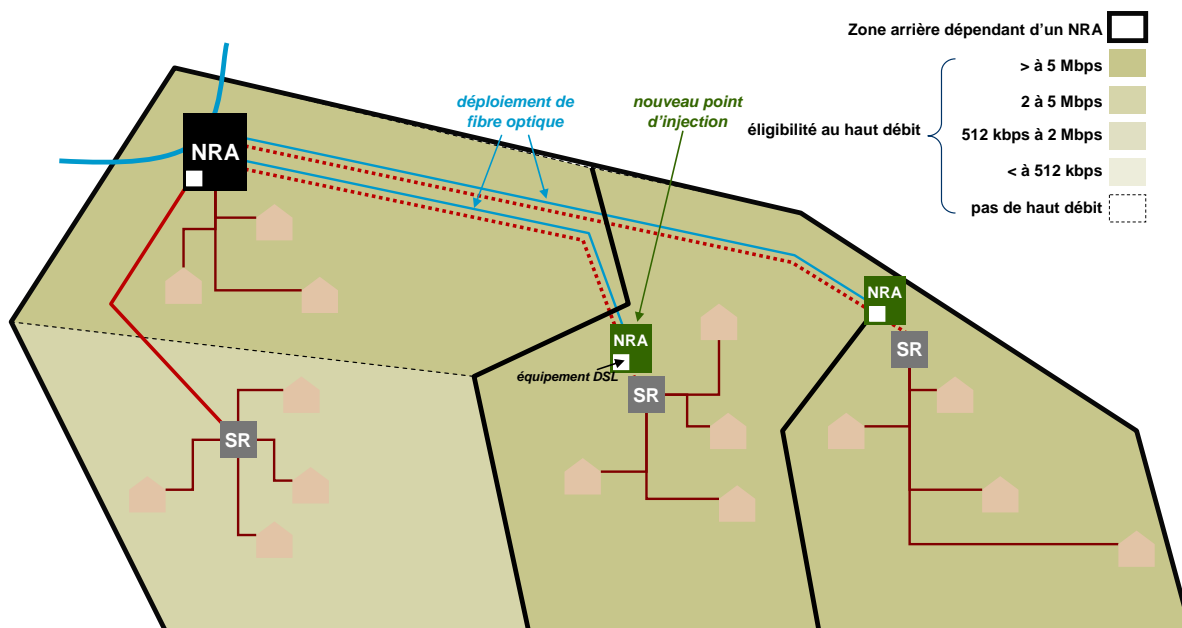 Zone arrière dépendant d'un NRA
> à 5 Mbps
2 à 5 Mbps
éligibilité au haut débit
512 kbps à 2 Mbps
< à 512 kbps
pas de haut débit
déploiement de
fibre optique
nouveau point
d'injection
NRA
NRA
NRA
équipement DSL
SR
SR
SR